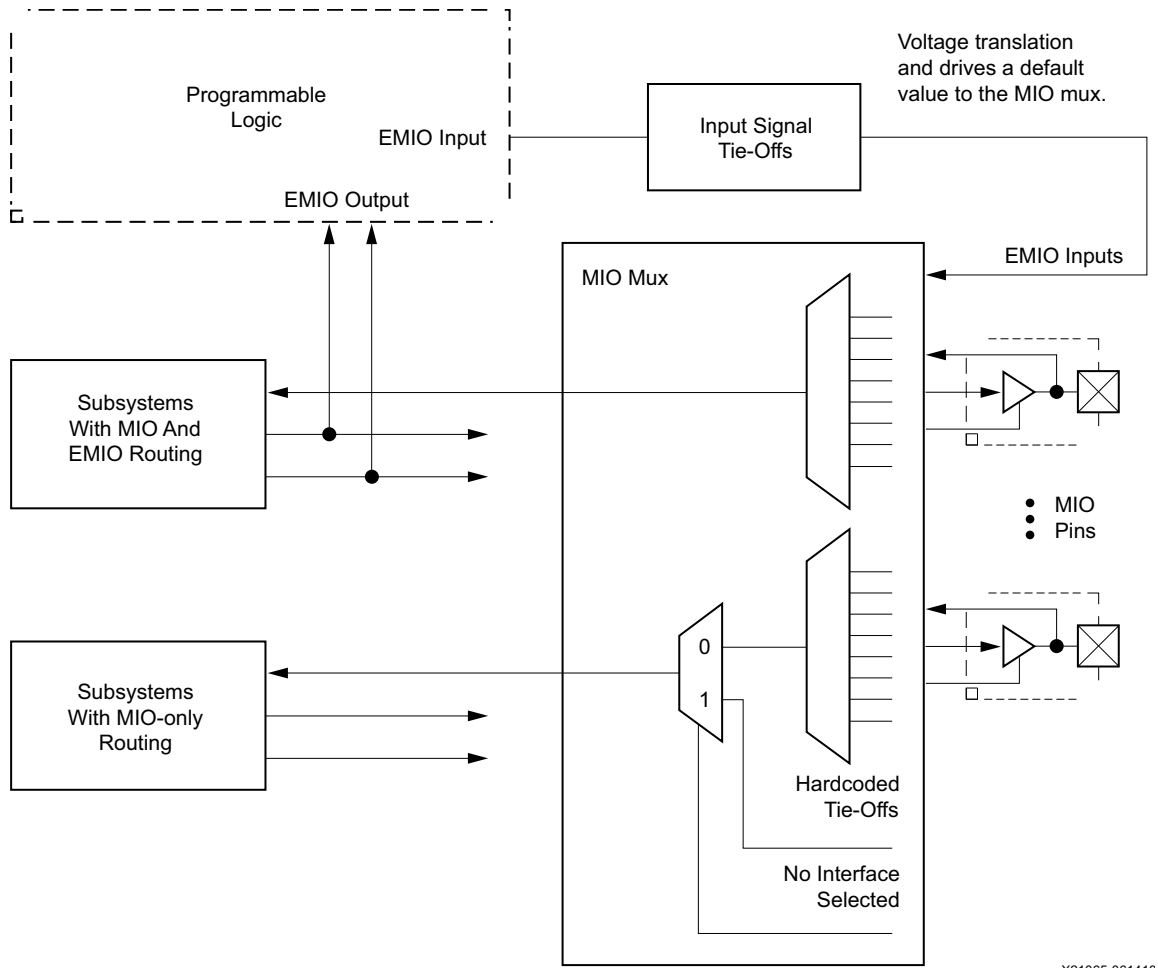 Voltage translation
and drives a default
value to the MIO mux.
Programmable
Logic
EMIO Input
Input Signal
Tie-Offs
EMIO Output
EMIO Inputs
MIO Mux
Subsystems
With MIO And
EMIO Routing
MIO
Pins
0
1
Subsystems
With MIO-only
Routing
Hardcoded
Tie-Offs
No Interface
Selected